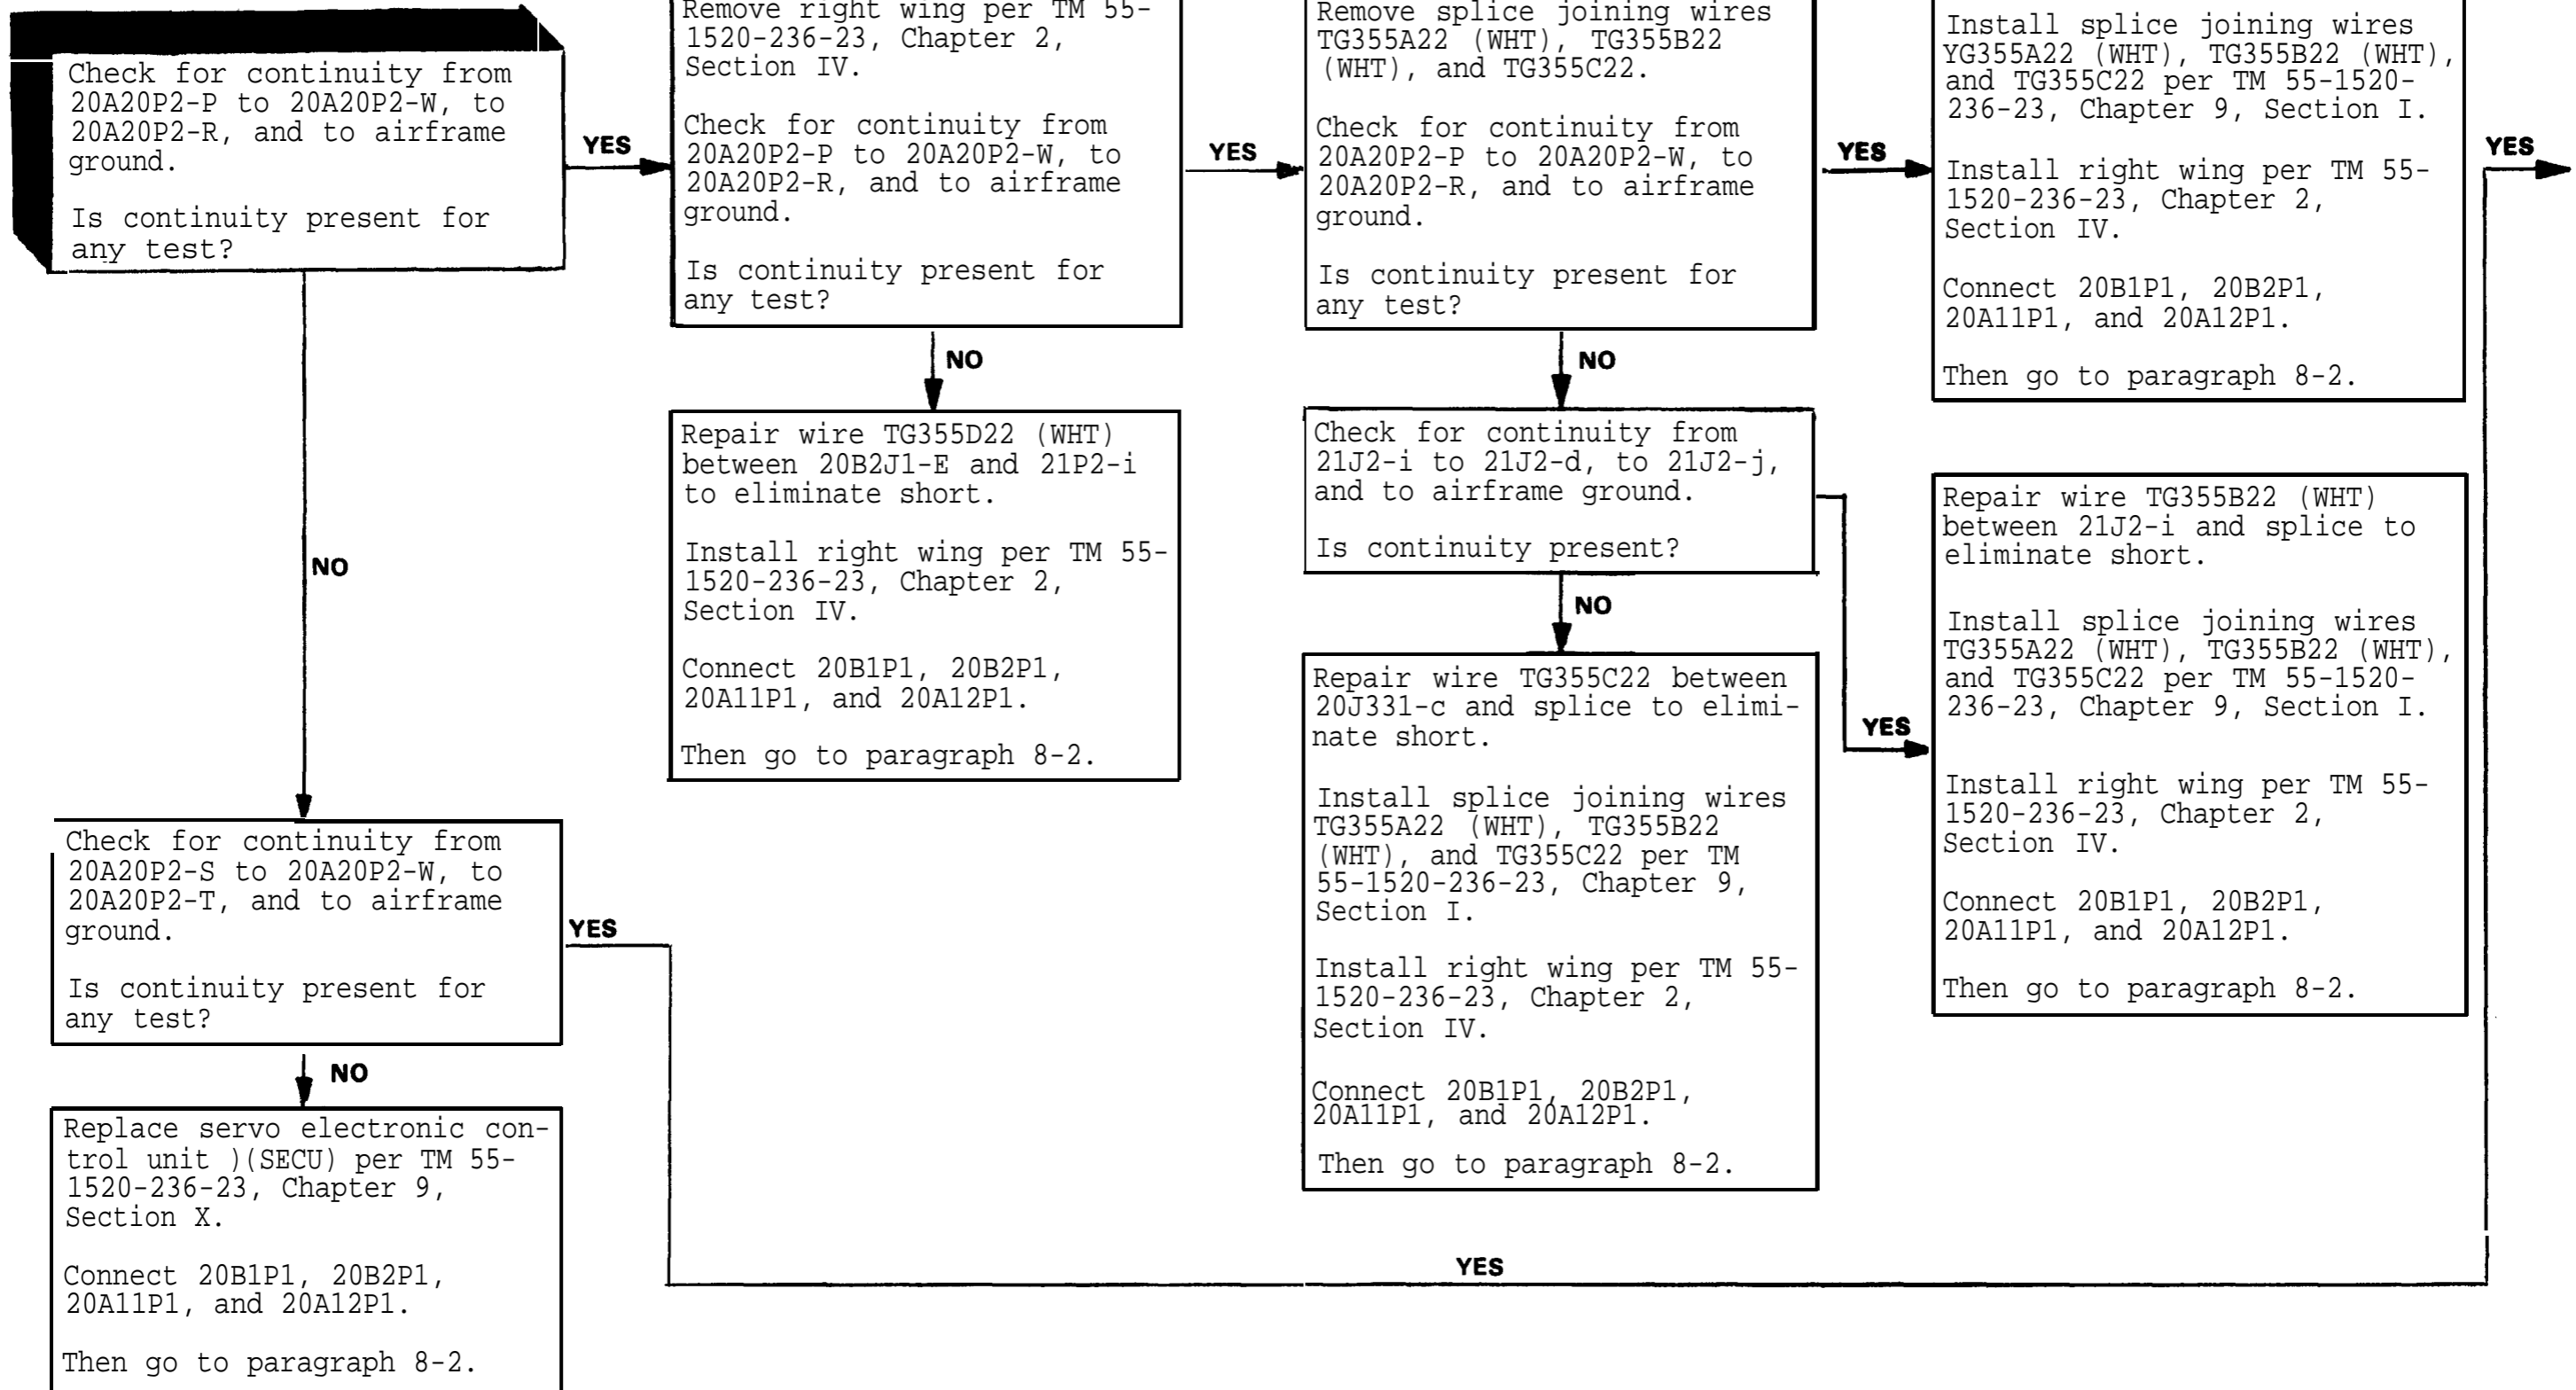 Check for continuity from
20A20P2-P to 20A20P2-W, to
20A20P2-R, and to airframe
ground.
Is continuity present for
any test?
YES
NO
Remove right wing per TM 55-
1520-236-23, Chapter 2,
Section IV.
Check for continuity from
20A20P2-P to 20A20P2-W, to
20A20P2-R, and to airframe
ground.
Is continuity present for
any test?
YES
NO
Remove splice joining wires
TG355A22 (WHT), TG355B22
(WHT), and TG355C22.
Check for continuity from
20A20P2-P to 20A20P2-W, to
20A20P2-R, and to airframe
ground.
Is continuity present for
any test?
YES
NO
Install splice joining wires
YG355A22 (WHT), TG355B22 (WHT),
and TG355C22 per TM 55-1520-
236-23, Chapter 9, Section I.
Install right wing per TM 55-
1520-236-23, Chapter 2,
Section IV.
Connect 20B1P1, 20B2P1,
20A11P1, and 20A12P1.
Then go to paragraph 8-2.
YES
Repair wire TG355D22 (WHT)
between 20B2J1-E and 21P2-i
to eliminate short.
Install right wing per TM 55-
1520-236-23, Chapter 2,
Section IV.
Connect 20B1P1, 20B2P1,
20A11P1, and 20A12P1.
Then go to paragraph 8-2.
Check for continuity from
21J2-i to 21J2-d, to 21J2-j,
and to airframe ground.
Is continuity present?
NO
YES
Repair wire TG355B22 (WHT)
between 21J2-i and splice to
eliminate short.
Install splice joining wires
TG355A22 (WHT), TG355B22 (WHT),
and TG355C22 per TM 55-1520-
236-23, Chapter 9, Section I.
Install right wing per TM 55-
1520-236-23, Chapter 2,
Section IV.
Connect 20B1P1, 20B2P1,
20A11P1, and 20A12P1.
Then go to paragraph 8-2.
Repair wire TG355C22 between
20J331-c and splice to elimi-
nate short.
Install splice joining wires
TG355A22 (WHT), TG355B22
(WHT), and TG355C22 per TM
55-1520-236-23, Chapter 9,
Section I.
Install right wing per TM 55-
1520-236-23, Chapter 2,
Section IV.
Connect 20B1P1, 20B2P1,
20A11P1, and 20A12P1.
Then go to paragraph 8-2.
Check for continuity from
20A20P2-S to 20A20P2-W, to
20A20P2-T, and to airframe
ground.
Is continuity present for
any test?
YES
NO
YES
Replace servo electronic con-
trol unit )(SECU) per TM 55-
1520-236-23, Chapter 9,
Section X.
Connect 20B1P1, 20B2P1,
20A11P1, and 20A12P1.
Then go to paragraph 8-2.